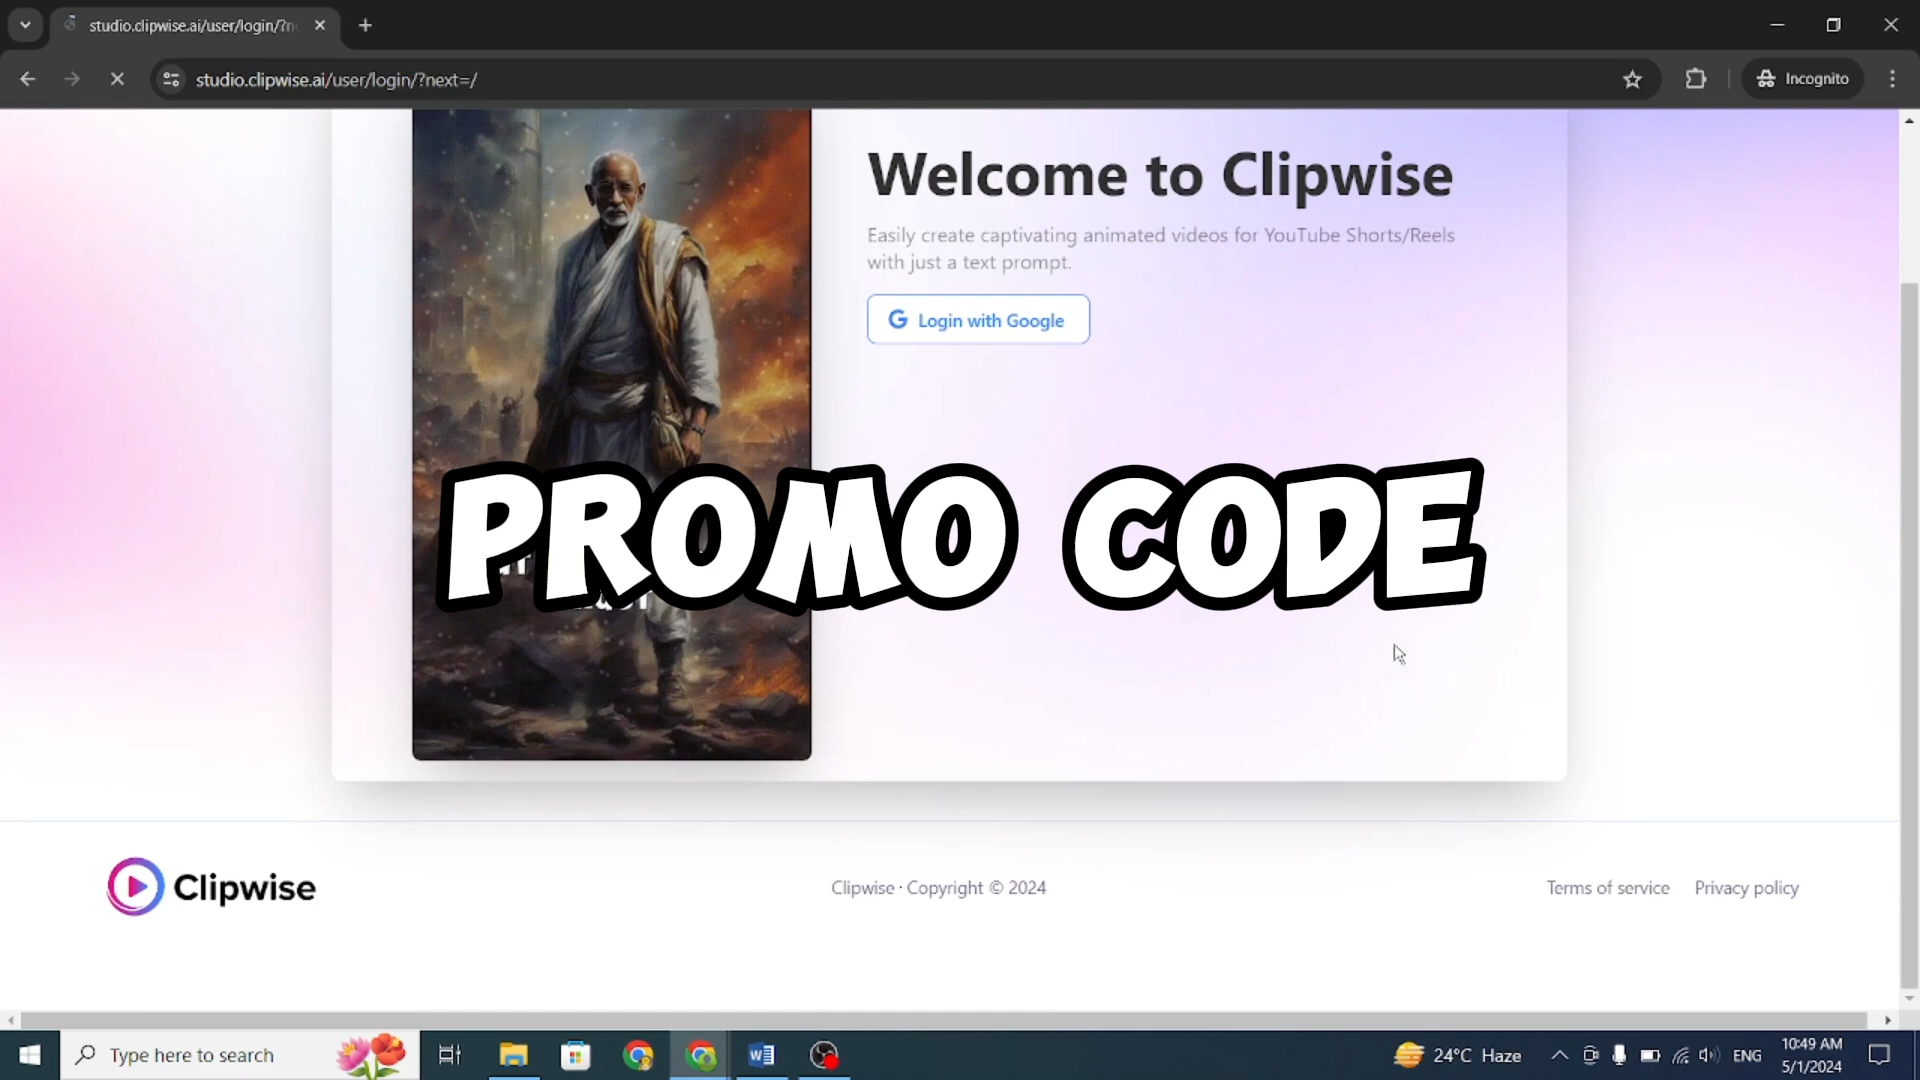 studio.clipwise.ai/user/login/?n
studio.clipwise.ai/user/login/?next=/
Incognito
Welcome to Clipwise
Easily create captivating animated videos for YouTube Shorts/Reels
with just a text prompt.
G Login with Google
PROMO CODE
Clipwise
Clipwise · Copyright © 2024
Terms of service
Privacy policy
Type here to search
24°C Haze
ENG
10:49 AM
5/1/2024